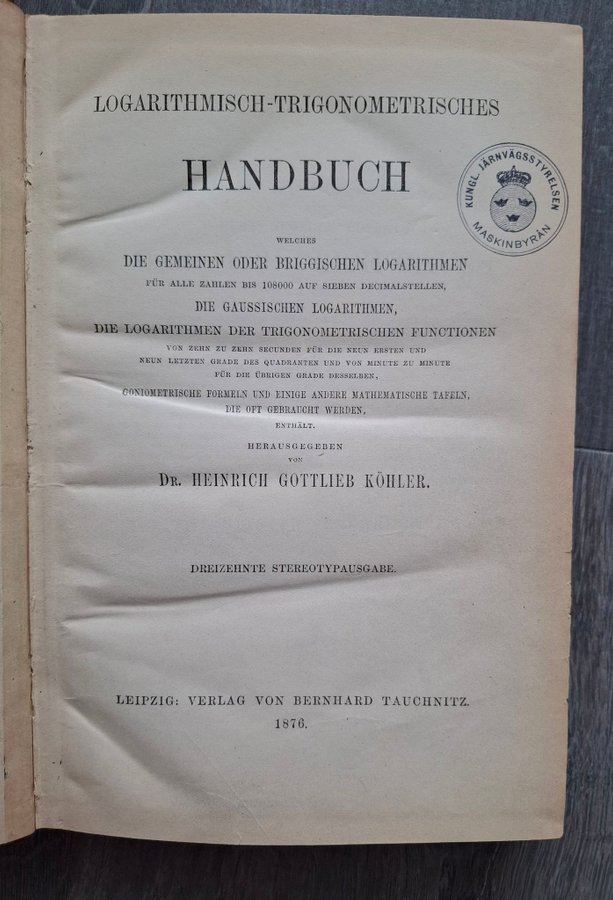 LOGARITHMISCH-TRIGONOMETRISCHES
HANDBUCH
KUNGL. JÄRNVÄGSSTYRELSEN
MASKINBYRÅN
WELCHES
DIE GEMEINEN ODER BRIGGISCHEN LOGARITHMEN
FÜR ALLE ZAHLEN BIS 108000 AUF SIEBEN DECIMALSTELLEN,
DIE GAUSSISCHEN LOGARITHMEN,
DIE LOGARITHMEN DER TRIGONOMETRISCHEN FUNCTIONEN
VON ZEHN ZU ZEHN SECUNDEN FÜR DIE NEUN ERSTEN UND
NEUN LETZTEN GRADE DES QUADRANTEN UND VON MINUTE ZU MINUTE
FÜR DIE ÜBRIGEN GRADE DESSELBEN,
GONIOMETRISCHE FORMELN UND EINIGE ANDERE MATHEMATISCHE TAFELN,
DIE OFT GEBRAUCHT WERDEN,
ENTHÄLT.
HERAUSGEGEBEN
VON
DR. HEINRICH GOTTLIEB KÖHLER.
DREIZEHNTE STEREOTYPAUSGABE.
LEIPZIG: VERLAG VON BERNHARD TAUCHNITZ.
1876.